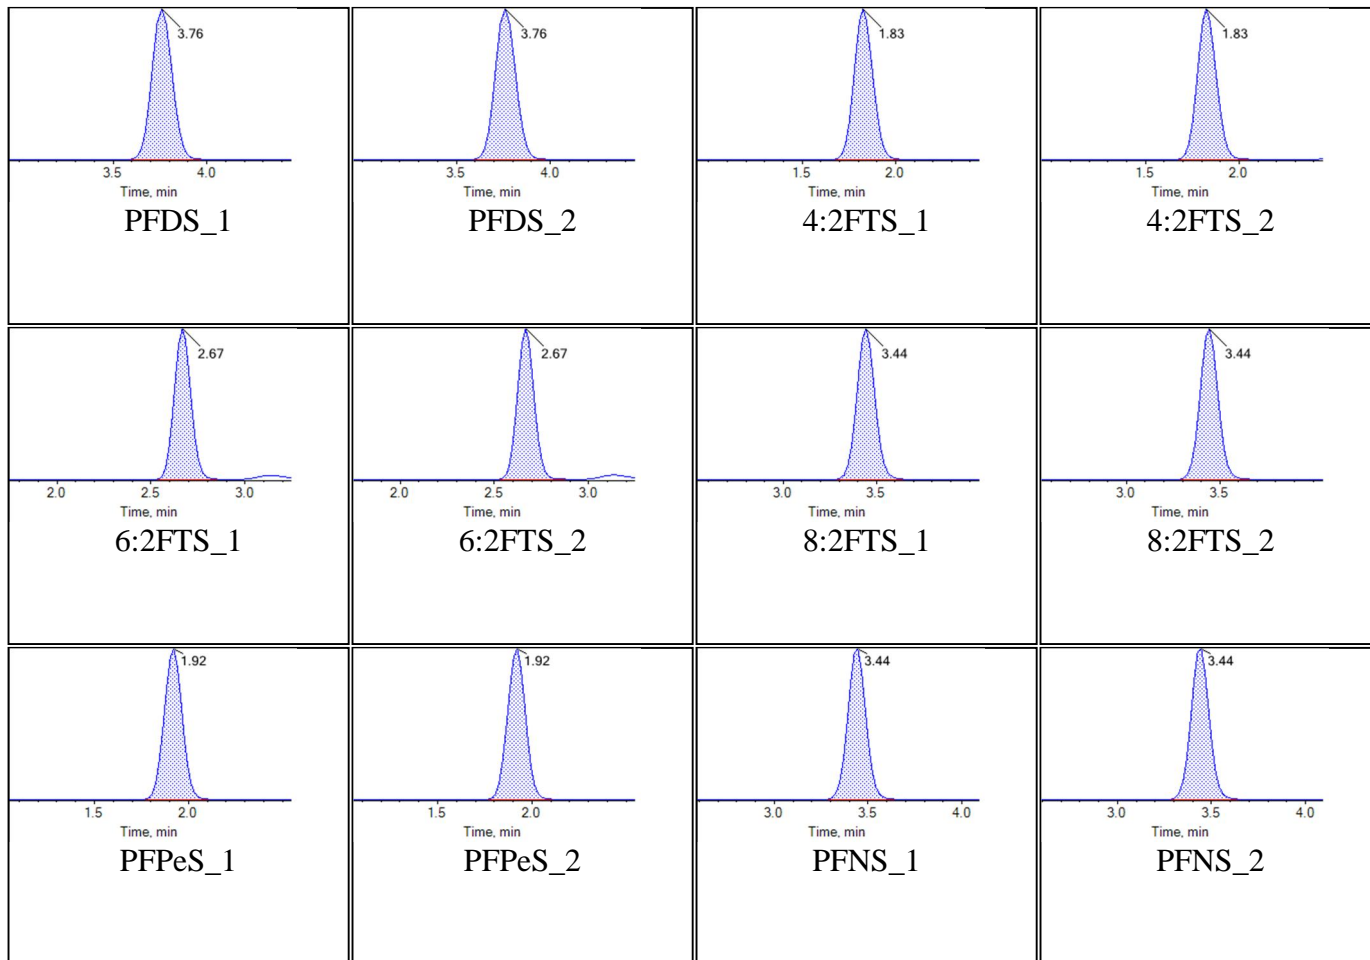 3.76
3.5 4.0
Time, min
PFDS_1
3.76
3.5 4.0
Time, min
PFDS_2
1.83
1.5 2.0
Time, min
4:2FTS_1
1.83
1.5 2.0
Time, min
4:2FTS_2
2.67
2.0 2.5 3.0
Time, min
6:2FTS_1
2.67
2.0 2.5 3.0
Time, min
6:2FTS_2
3.44
3.0 3.5
Time, min
8:2FTS_1
3.44
3.0 3.5
Time, min
8:2FTS_2
1.92
1.5 2.0
Time, min
PFPeS_1
1.92
1.5 2.0
Time, min
PFPeS_2
3.44
3.0 3.5 4.0
Time, min
PFNS_1
3.44
3.0 3.5 4.0
Time, min
PFNS_2